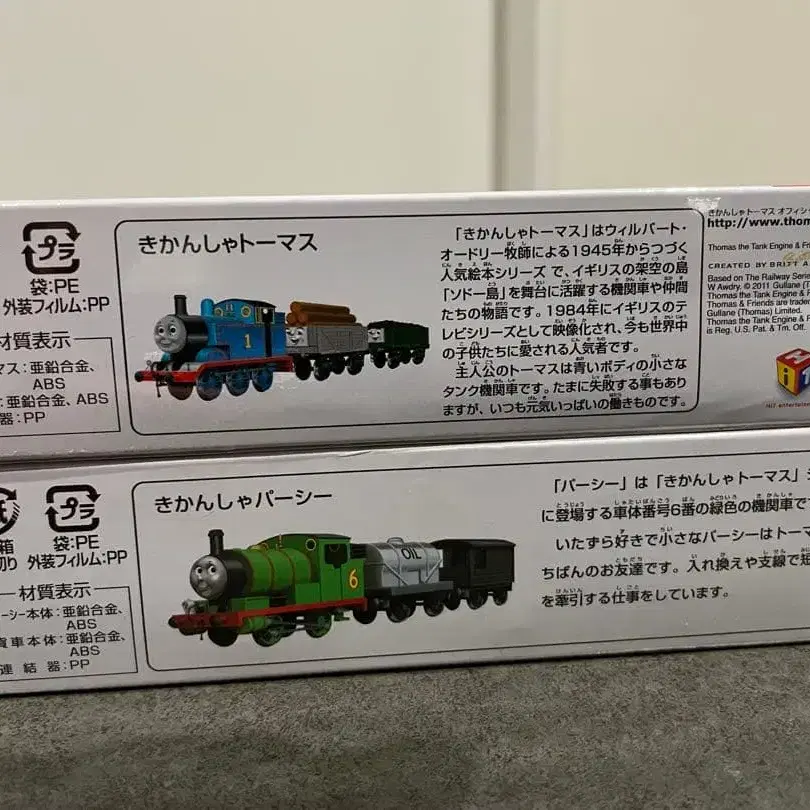 プラ
袋:PE
外装フィルム:PP
材質表示
マス:亜鉛合金、
ABS
:亜鉛合金、ABS
器:PP
きかんしゃトーマス
1
「きかんしゃトーマス」はウィルバート・
オードリー牧師による1945年からつづく
人気絵本シリーズで、イギリスの架空の島
「ソドー島」を舞台に活躍する機関車や仲間
たちの物語です。1984年にイギリスのテ
レビシリーズとして映像化され、今も世界中
の子供たちに愛される人気者です。
主人公のトーマスは青いボディの小さな
タンク機関車です。たまに失敗する事もあり
ますが、いつも元気いっぱいの働きものです。
きかんしゃトーマス オフィシ
http://www.thom
Thomas the Tank Engine & Frie
CREATED BY BRITT A
Based on The Railway Series
W Awdry. © 2011 Gullane (Tho
Thomas the Tank Engine & F
Thomas & Friends are trader
Gullane (Thomas) Limited.
Thomas the Tank Engine & F
is Reg. U.S. Pat. & Tm. Off.
HiT
HIT entertainme
箱
切り
プラ
袋:PE
外装フィルム:PP
材質表示
ーシー本体:亜鉛合金、
ABS
貨車本体:亜鉛合金、
ABS
連結器:PP
きかんしゃパーシー
6
OIL
「パーシー」は「きかんしゃトーマス」シ
に登場する車体番号6番の緑色の機関車で
いたずら好きで小さなパーシーはトーマ
ちばんのお友達です。入れ換えや支線で短
を牽引する仕事をしています。